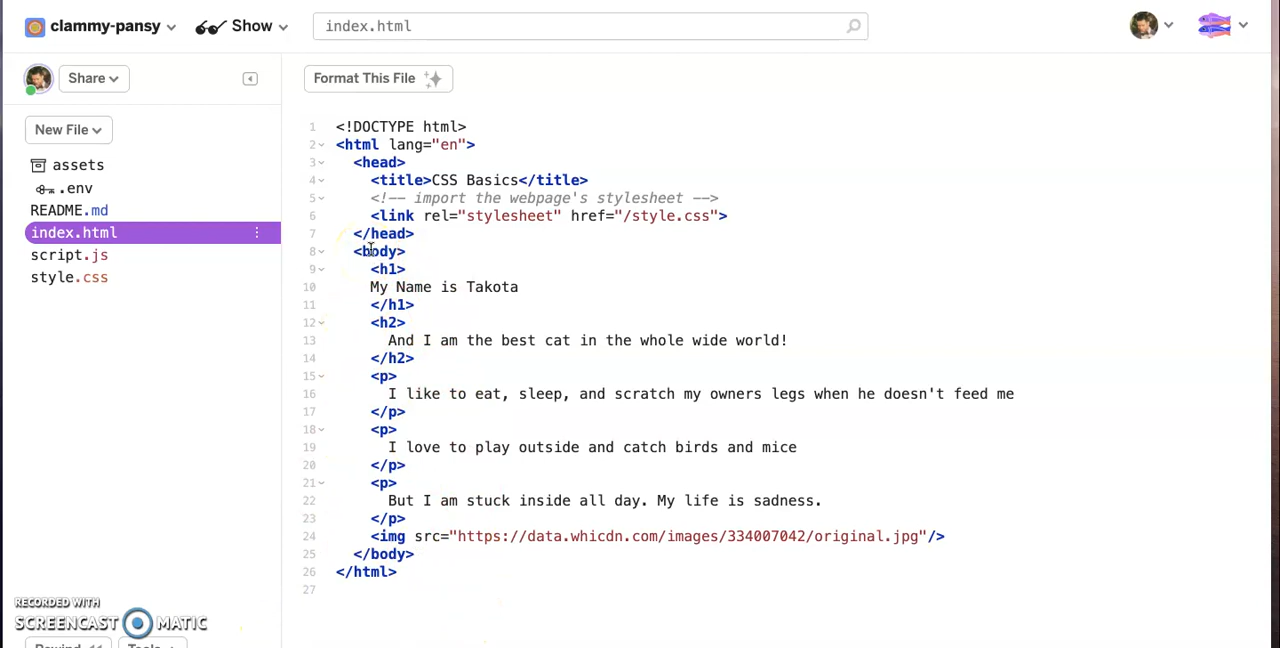 clammy-pansy
Show
index.html
Share
Format This File
New File
assets
.env
README.md
index.html
script.js
style.css
1 <!DOCTYPE html>
2 <html lang="en">
3 <head>
4 <title>CSS Basics</title>
5 <!-- import the webpage's stylesheet -->
6 <link rel="stylesheet" href="/style.css">
7 </head>
8 <body>
9 <h1>
10 My Name is Takota
11 </h1>
12 <h2>
13 And I am the best cat in the whole wide world!
14 </h2>
15 <p>
16 I like to eat, sleep, and scratch my owners legs when he doesn't feed me
17 </p>
18 <p>
19 I love to play outside and catch birds and mice
20 </p>
21 <p>
22 But I am stuck inside all day. My life is sadness.
23 </p>
24 <img src="https://data.whicdn.com/images/334007042/original.jpg"/>
25 </body>
26 </html>
27
RECORDED WITH
SCREENCAST MATIC
Rewind
Tools